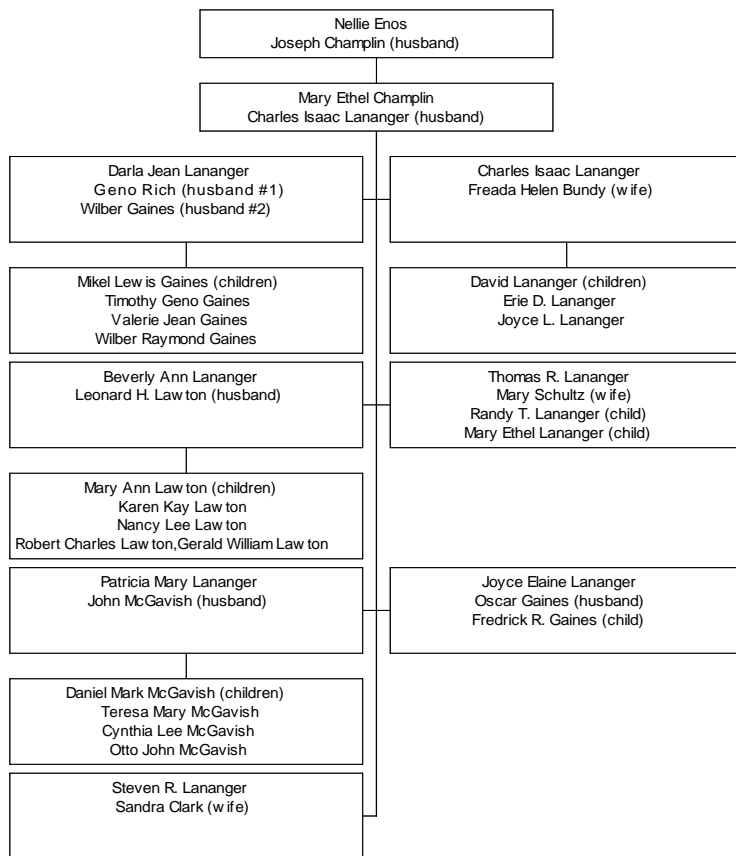 Nellie Enos
Joseph Champlin (husband)
Mary Ethel Champlin
Charles Isaac Lananger (husband)
Darla Jean Lananger
Geno Rich (husband #1)
Wilber Gaines (husband #2)
Charles Isaac Lananger
Freada Helen Bundy (wife)
Mikel Lewis Gaines (children)
Timothy Geno Gaines
Valerie Jean Gaines
Wilber Raymond Gaines
David Lananger (children)
Erie D. Lananger
Joyce L. Lananger
Beverly Ann Lananger
Leonard H. Lawton (husband)
Thomas R. Lananger
Mary Schultz (wife)
Randy T. Lananger (child)
Mary Ethel Lananger (child)
Mary Ann Lawton (children)
Karen Kay Lawton
Nancy Lee Lawton
Robert Charles Lawton,Gerald William Lawton
Patricia Mary Lananger
John McGavish (husband)
Joyce Elaine Lananger
Oscar Gaines (husband)
Fredrick R. Gaines (child)
Daniel Mark McGavish (children)
Teresa Mary McGavish
Cynthia Lee McGavish
Otto John McGavish
Steven R. Lananger
Sandra Clark (wife)